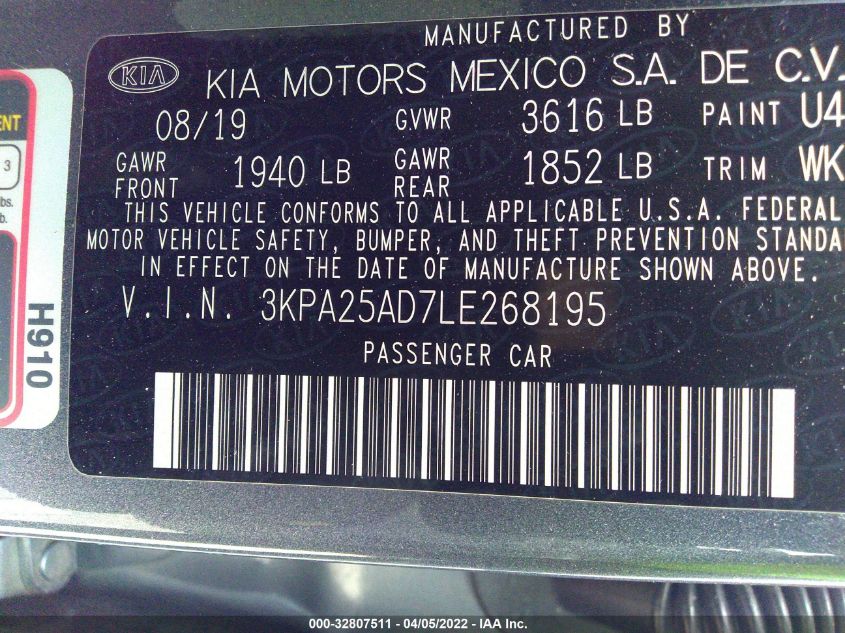 MANUFACTURED BY
KIA KIA MOTORS MEXICO S.A. DE C.V.
08/19 GVWR 3616 LB PAINT U4
GAWR FRONT 1940 LB GAWR REAR 1852 LB TRIM WK
THIS VEHICLE CONFORMS TO ALL APPLICABLE U.S.A. FEDERAL
MOTOR VEHICLE SAFETY, BUMPER, AND THEFT PREVENTION STANDA
IN EFFECT ON THE DATE OF MANUFACTURE SHOWN ABOVE.
V.I.N. 3KPA25AD7LE268195
PASSENGER CAR
ENT
3
bs.
b.
H910
000-32807511 - 04/05/2022 - IAA Inc.